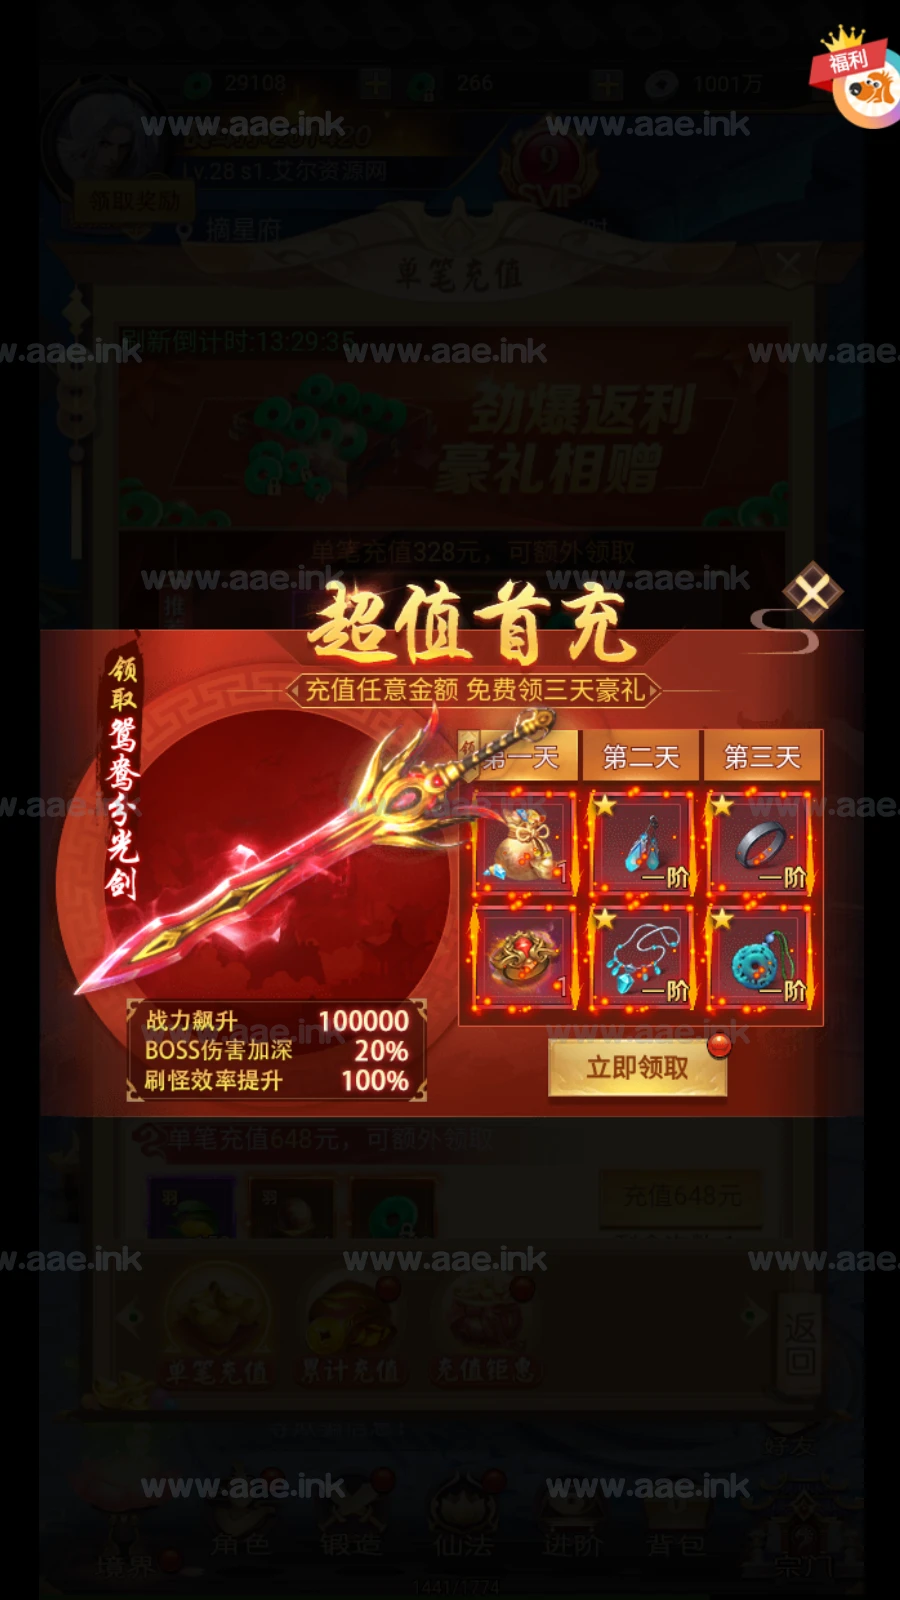 29108
266
1001万
福利
www.aae.ink
www.aae.ink
Lv.28 s1.艾尔资源网
9
SVIP
领取奖励
摘星府
单笔充值
刷新倒计时:13:29:35
w.aae.ink
www.aae.ink
www.aae
劲爆返利
豪礼相赠
单笔充值328元，可额外领取
www.aae.ink
www.aae.ink
超值首充
充值任意金额 免费领三天豪礼
领取鸳鸯分光剑
第一天
第二天
第三天
w.aae.ink
www.aae.ink
www.aae
1
一阶
一阶
1
一阶
一阶
战力飙升 100000
BOSS伤害加深 20%
刷怪效率提升 100%
www.aae.ink
www.aae.ink
立即领取
单笔充值648元，可额外领取
羽
羽
充值648元
w.aae.ink
www.aae.ink
www.aae
单笔充值
累计充值
充值钜惠
返回
好友
www.aae.ink
www.aae.ink
境界
角色
锻造
仙法
进阶
背包
宗门
1441/1774